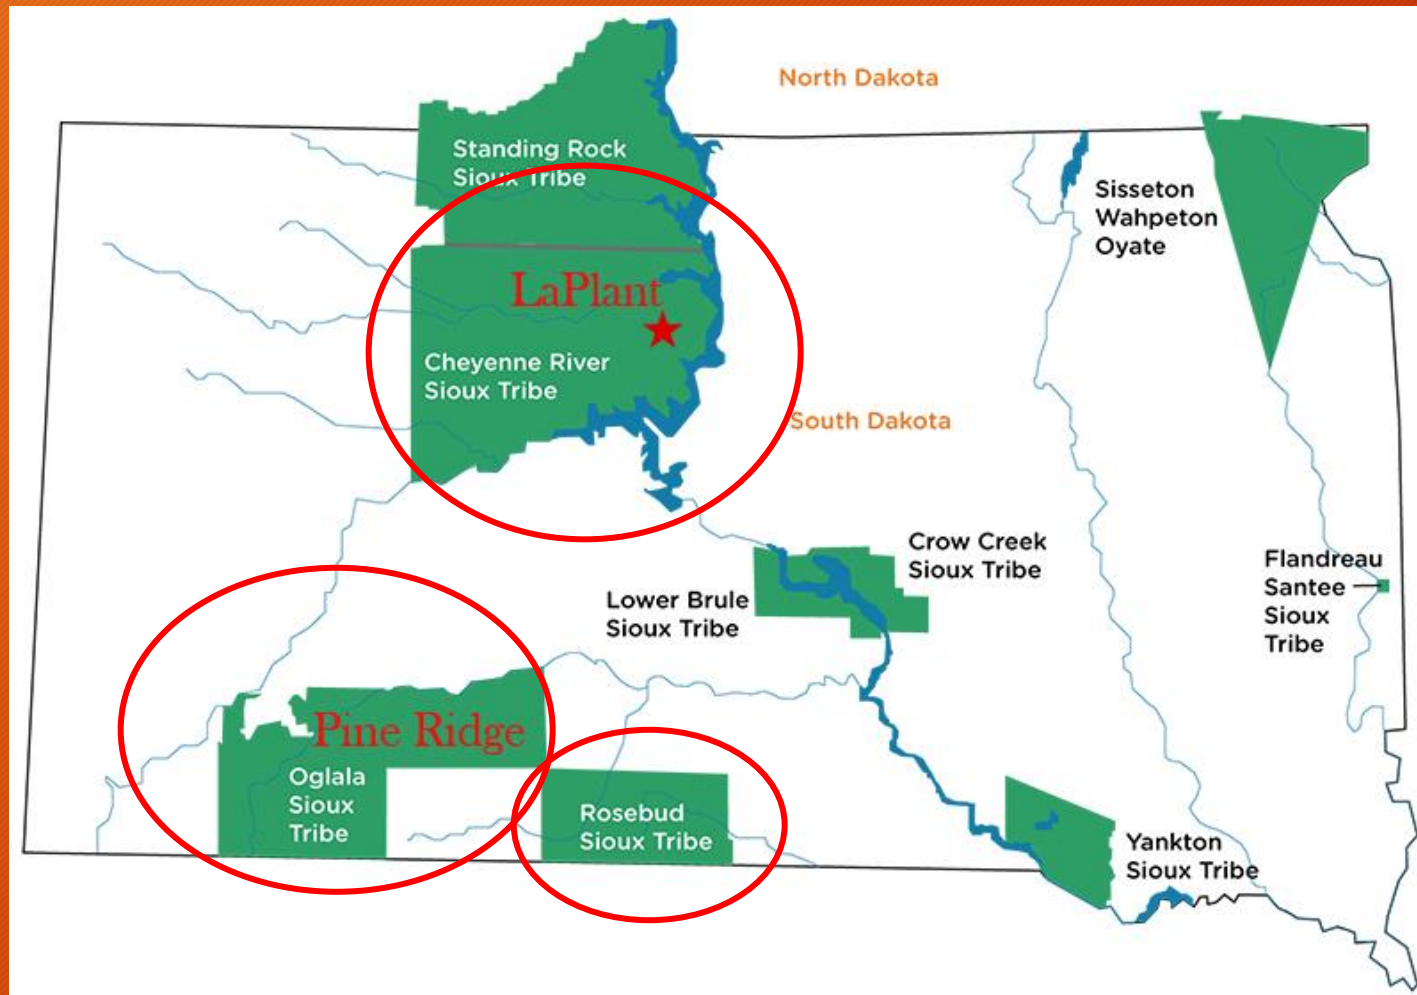 North Dakota
Standing Rock
Sioux Tribe
Sisseton
Wahpeton
Oyate
LaPlant
Cheyenne River
Sioux Tribe
South Dakota
Crow Creek
Sioux Tribe
Flandreau
Santee
Sioux
Tribe
Lower Brule
Sioux Tribe
Pine Ridge
Oglala
Sioux
Tribe
Rosebud
Sioux Tribe
Yankton
Sioux Tribe